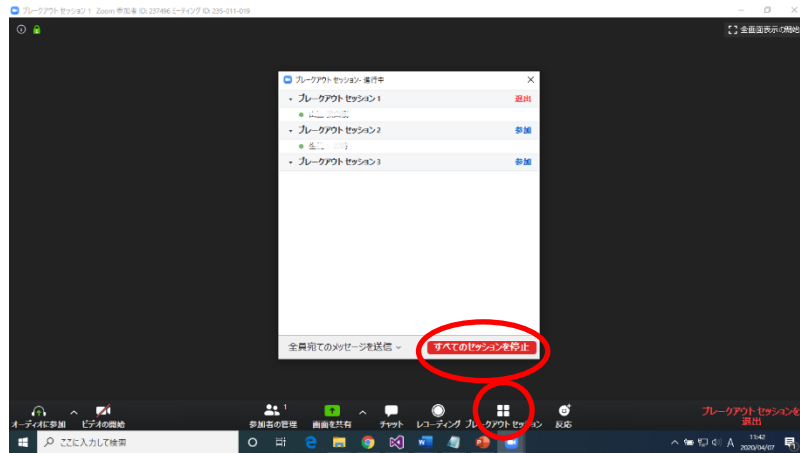 ブレークアウト セッション 1 Zoom 参加者 ID: 237496 ミーティング ID: 235-011-019
全画面表示の開始
ブレークアウト セッション - 進行中
ブレークアウト セッション 1 退出
ブレークアウト セッション 2 参加
ブレークアウト セッション 3 参加
全員宛てのメッセージを送信 すべてのセッションを停止
1
オーディオに参加 ビデオの開始 参加者の管理 画面を共有 チャット レコーディング ブレークアウト セッション 反応
ブレークアウト セッションを
退出
ここに入力して検索
A 11:42
2020/04/07